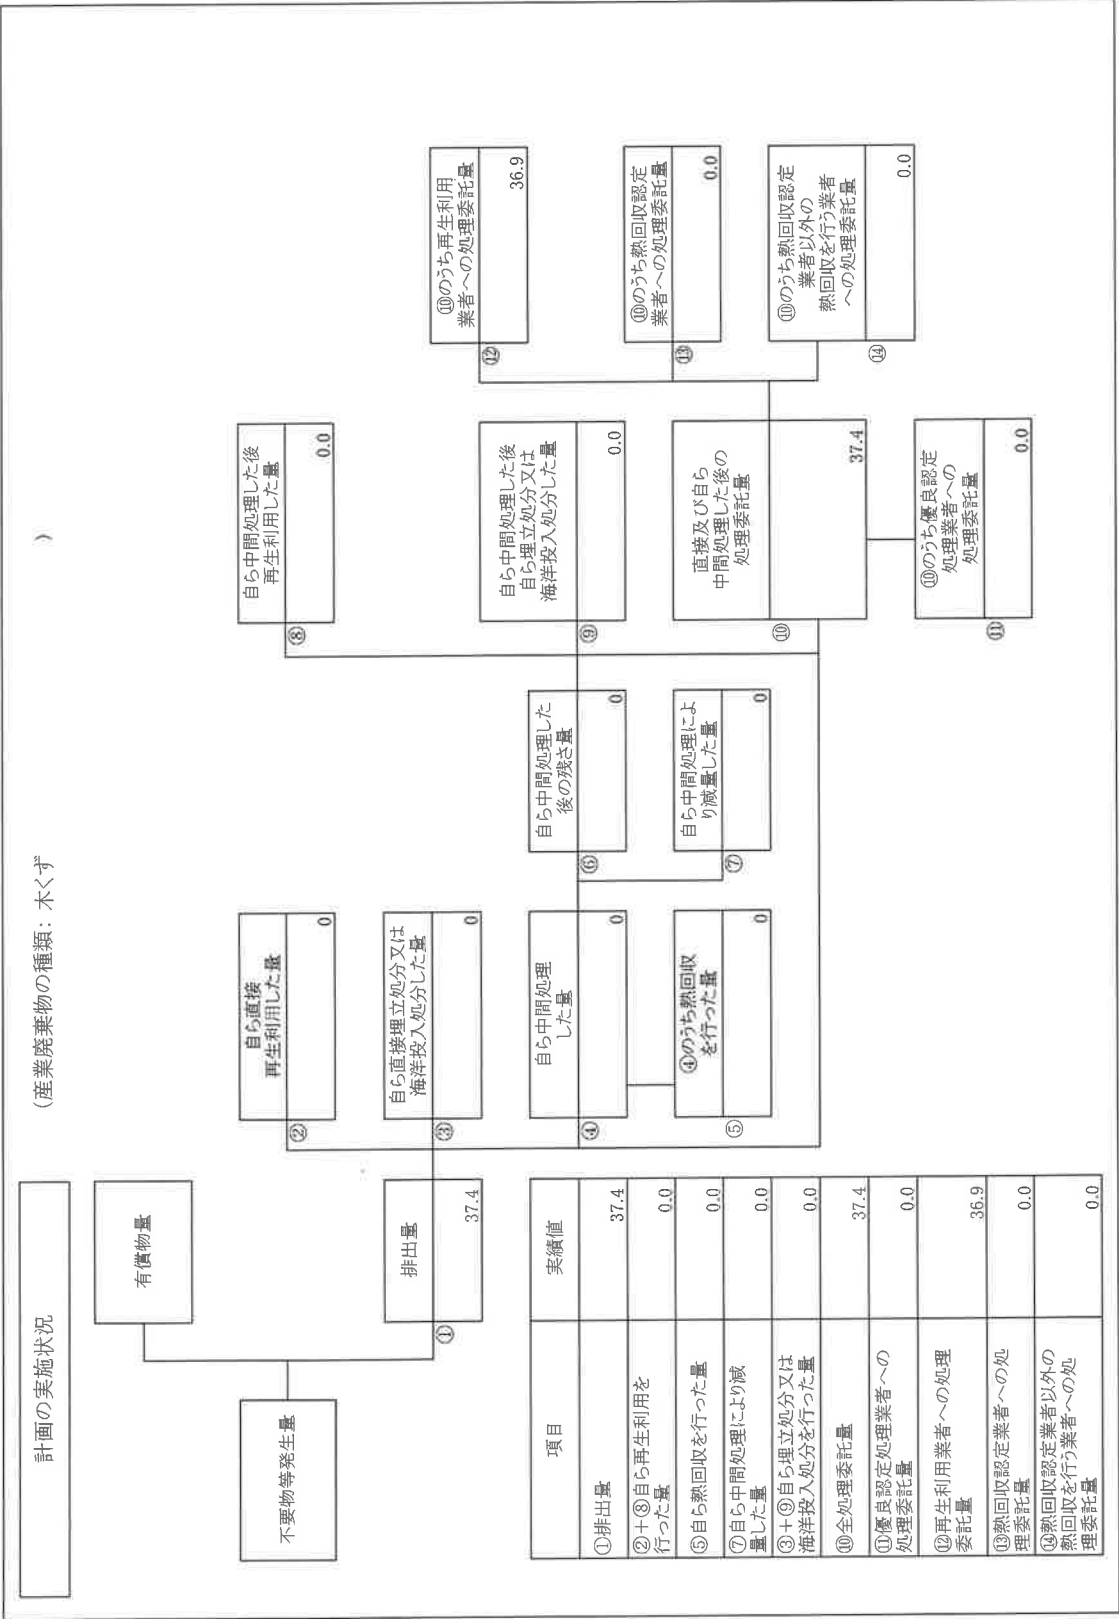 計画の実施状況
(産業廃棄物の種類: 木くず
)
不要物等発生量
有償物量
①
排出量
37.4
②
自ら直接
再生利用した量
0
③
自ら直接埋立処分又は
海洋投入処分した量
0
④
自ら中間処理
した量
0
⑤
④のうち熱回収
を行った量
0
⑥
自ら中間処理した
後の残さ量
0
⑦
自ら中間処理によ
り減量した量
0
⑧
自ら中間処理した後
再生利用した量
0.0
⑨
自ら中間処理した後
自ら埋立処分又は
海洋投入処分した量
0.0
⑩
直接及び自ら
中間処理した後の
処理委託量
37.4
⑪
⑩のうち優良認定
処理業者への
処理委託量
0.0
⑫
⑩のうち再生利用
業者への処理委託量
36.9
⑬
⑩のうち熱回収認定
業者への処理委託量
0.0
⑭
⑩のうち熱回収認定
業者以外の
熱回収を行う業者
への処理委託量
0.0
項目 実績値
①排出量 37.4
②+⑧自ら再生利用を
行った量 0.0
⑤自ら熱回収を行った量 0.0
⑦自ら中間処理により減
量した量 0.0
③+⑨自ら埋立処分又は
海洋投入処分を行った量 0.0
⑩全処理委託量 37.4
⑪優良認定処理業者への
処理委託量 0.0
⑫再生利用業者への処理
委託量 36.9
⑬熱回収認定業者への処
理委託量 0.0
⑭熱回収認定業者以外の
熱回収を行う業者への処
理委託量 0.0